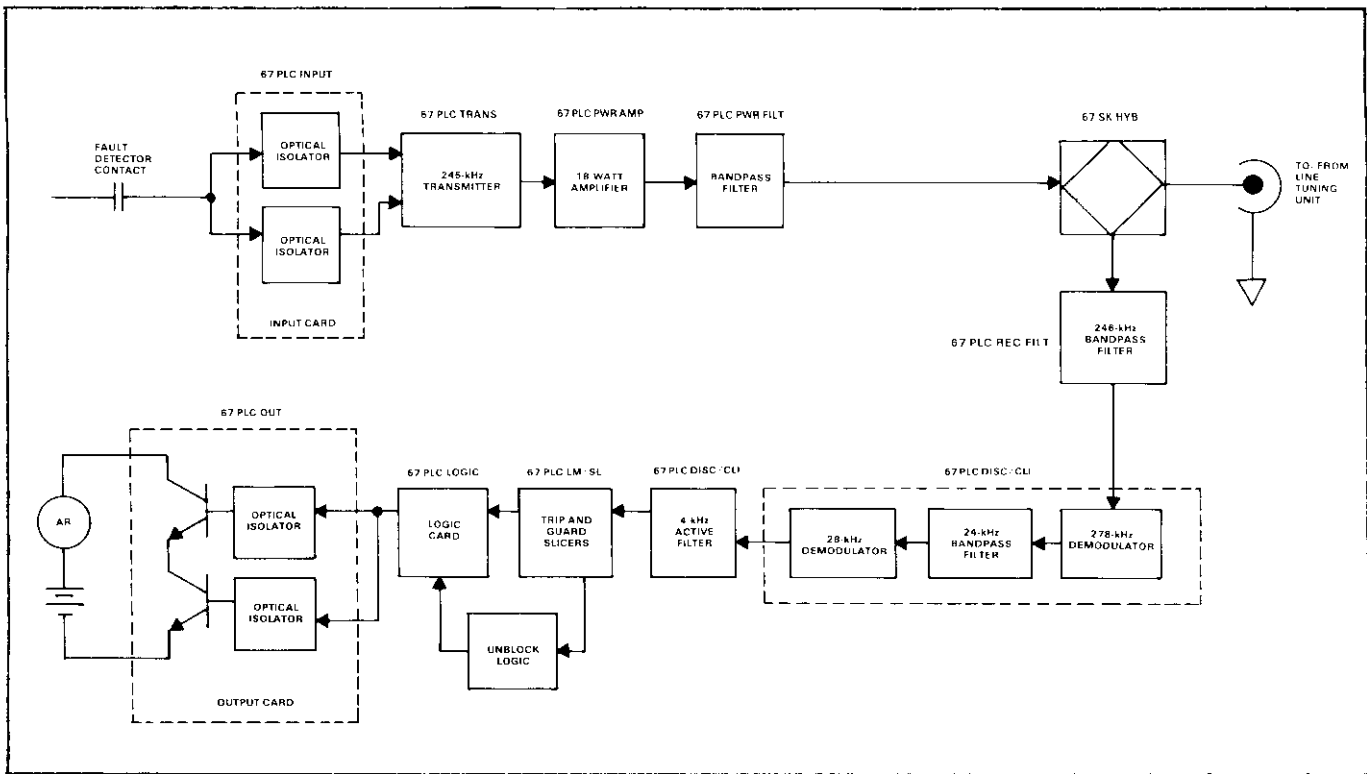 67 PLC INPUT
FAULT
DETECTOR
CONTACT
OPTICAL
ISOLATOR
OPTICAL
ISOLATOR
INPUT CARD
67 PLC TRANS
246-kHz
TRANSMITTER
67 PLC PWR AMP
18 WATT
AMPLIFIER
67 PLC PWR FILT
BANDPASS
FILTER
67 SK HYB
TO- FROM
LINE
TUNING
UNIT
67 PLC REC FILT
246-kHz
BANDPASS
FILTER
67 PLC DISC/CLI
278-kHz
DEMODULATOR
24-kHz
BANDPASS
FILTER
28-kHz
DEMODULATOR
67 PLC DISC/CLI
4 kHz
ACTIVE
FILTER
67 PLC LM/SL
TRIP AND
GUARD
SLICERS
UNBLOCK
LOGIC
67 PLC LOGIC
LOGIC
CARD
67 PLC OUT
OPTICAL
ISOLATOR
OPTICAL
ISOLATOR
OUTPUT CARD
AR